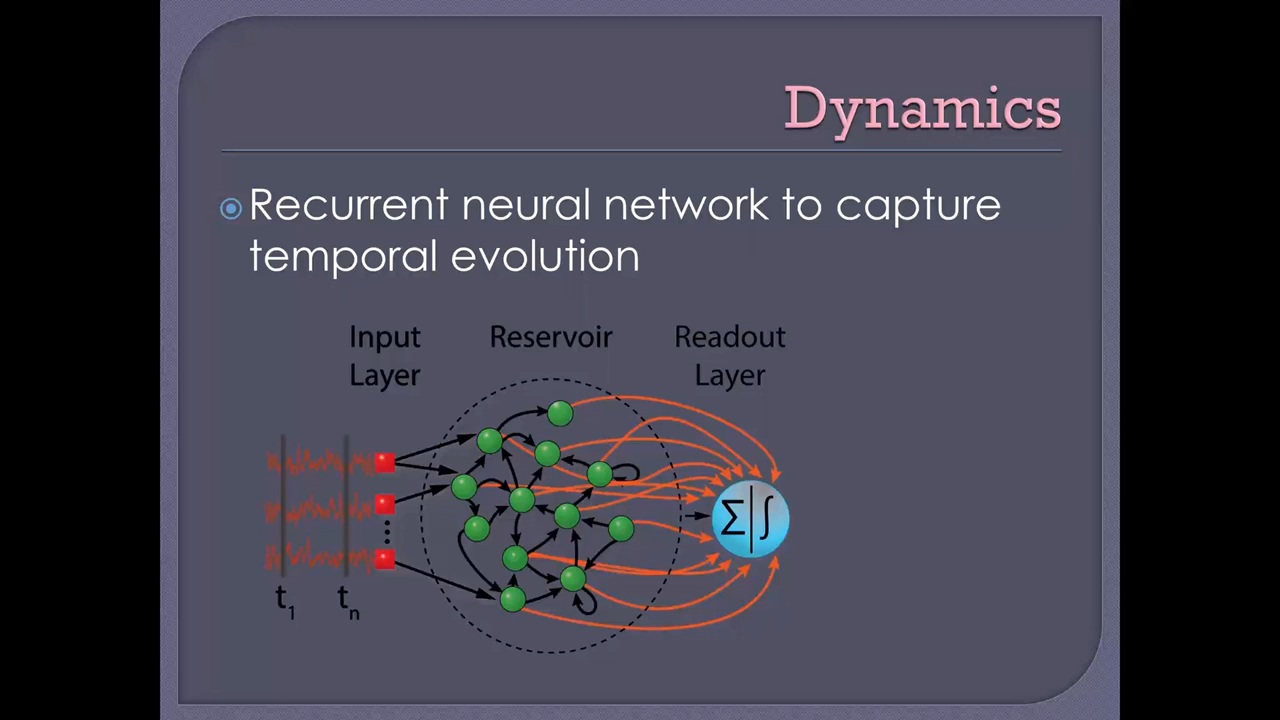 Dynamics
Recurrent neural network to capture
temporal evolution
Input Reservoir Readout
Layer Layer
Σ ∫
t1 tn